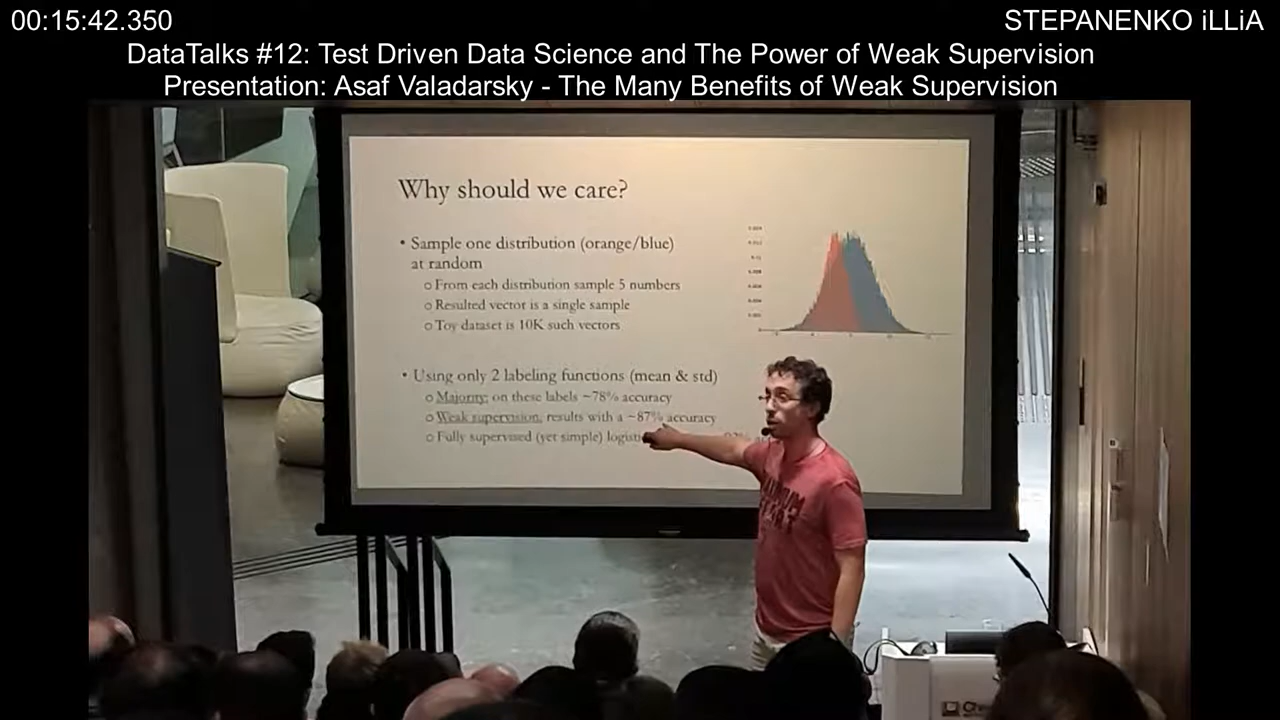 00:15:42.350
STEPANENKO iLLiA
DataTalks #12: Test Driven Data Science and The Power of Weak Supervision
Presentation: Asaf Valadarsky - The Many Benefits of Weak Supervision
Why should we care?
• Sample one distribution (orange/blue)
at random
o From each distribution sample 5 numbers
o Resulted vector is a single sample
o Toy dataset is 10K such vectors
• Using only 2 labeling functions (mean & std)
o Majority: on these labels ~78% accuracy
o Weak supervision: results with a ~87% accuracy
o Fully supervised (yet simple)